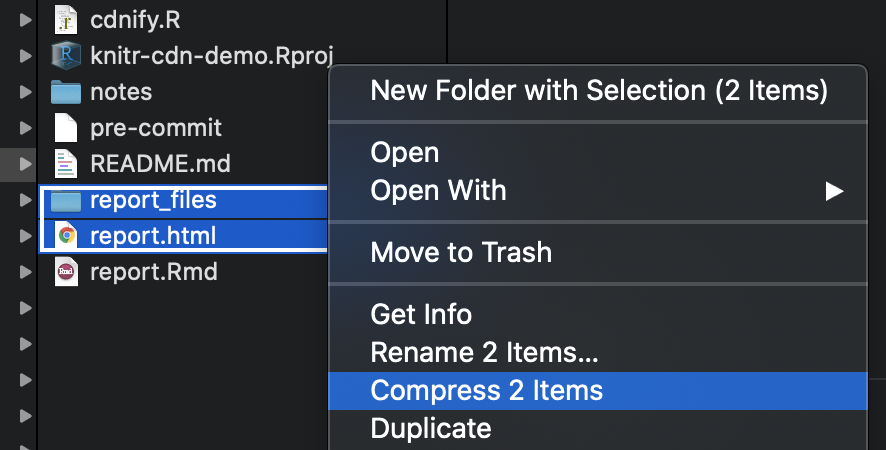 cdnify.R
knitr-cdn-demo.Rproj
notes
pre-commit
README.md
report_files
report.html
report.Rmd
New Folder with Selection (2 Items)
Open
Open With
Move to Trash
Get Info
Rename 2 Items...
Compress 2 Items
Duplicate